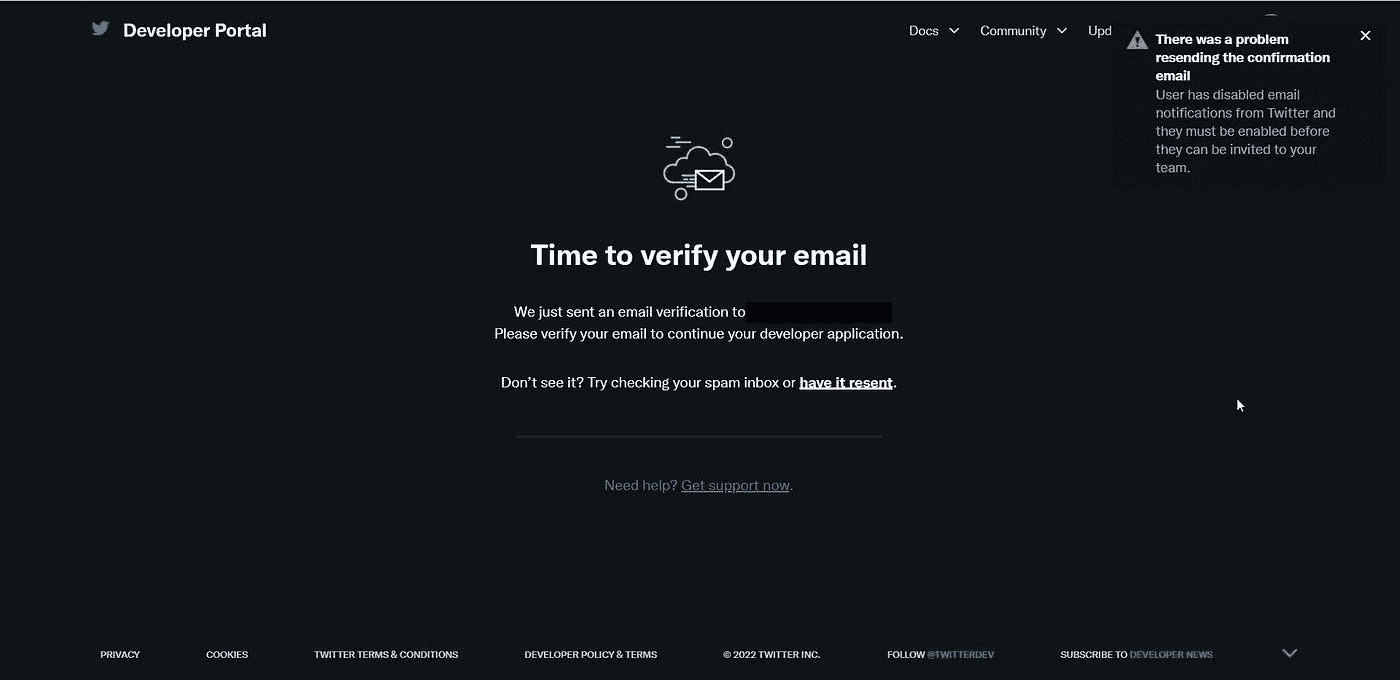 Developer Portal
Docs
Community
Upd
There was a problem
resending the confirmation
email
User has disabled email
notifications from Twitter and
they must be enabled before
they can be invited to your
team.
Time to verify your email
We just sent an email verification to
Please verify your email to continue your developer application.
Don't see it? Try checking your spam inbox or have it resent.
Need help? Get support now.
PRIVACY
COOKIES
TWITTER TERMS & CONDITIONS
DEVELOPER POLICY & TERMS
© 2022 TWITTER INC.
FOLLOW @TWITTERDEV
SUBSCRIBE TO DEVELOPER NEWS